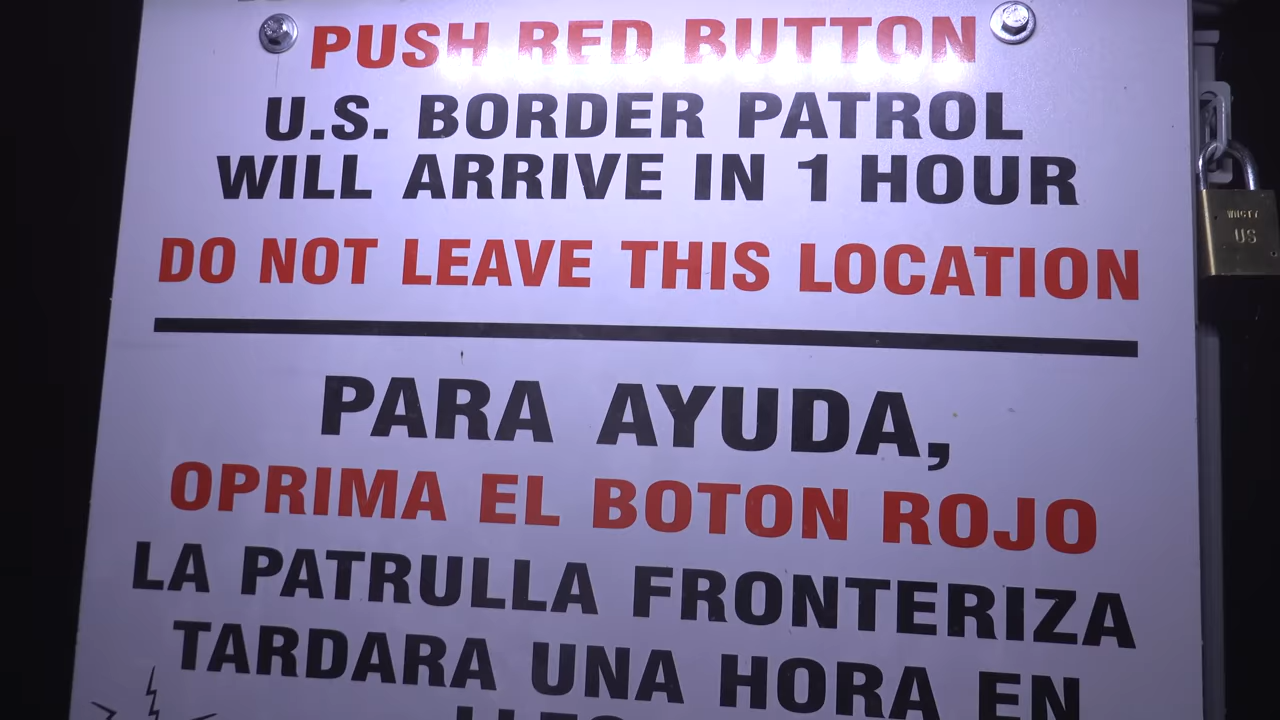 PUSH RED BUTTON
U.S. BORDER PATROL
WILL ARRIVE IN 1 HOUR
DO NOT LEAVE THIS LOCATION
PARA AYUDA,
OPRIMA EL BOTON ROJO
LA PATRULLA FRONTERIZA
TARDARA UNA HORA EN
US